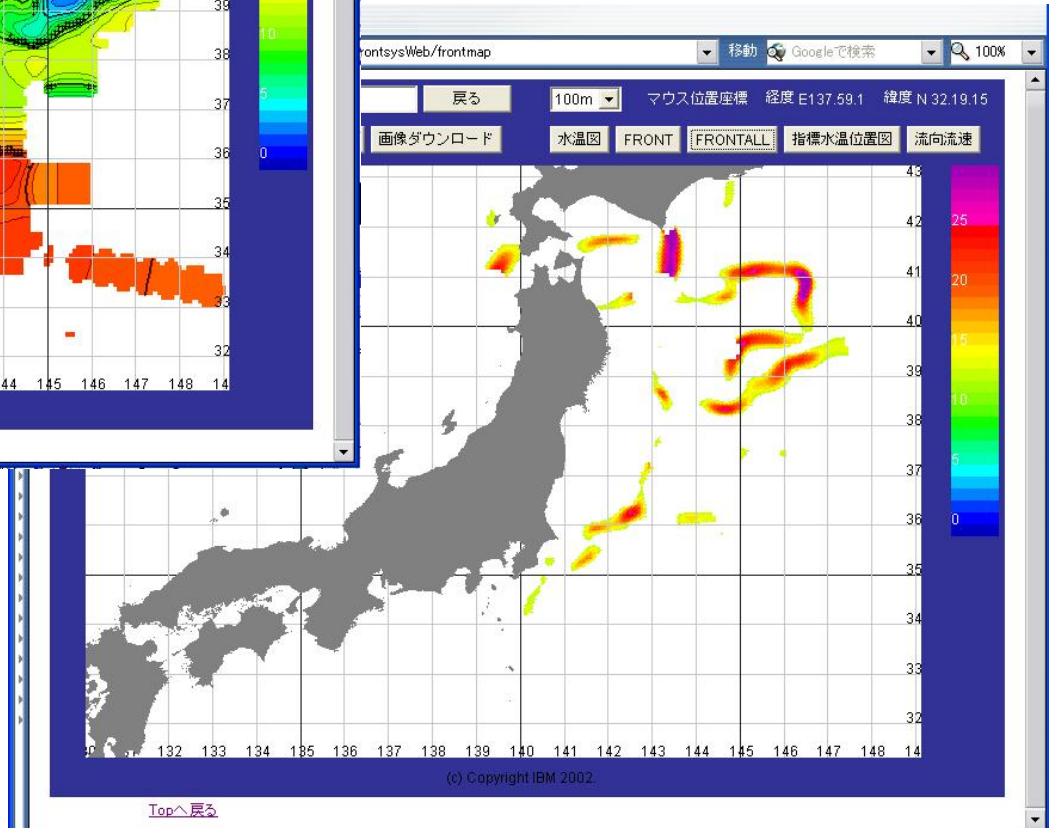 39
38
37
36
35
34
33
32
145 146 147 148 14
10
5
0
rontsysWeb/frontmap
移動
Googleで検索
100%
戻る
100m
マウス位置座標 経度 E137.59.1 緯度 N 32.19.15
画像ダウンロード
水温図
FRONT
FRONTALL
指標水温位置図
流向流速
43
42
41
40
39
38
37
36
35
34
33
32
132 133 134 135 136 137 138 139 140 141 142 143 144 145 146 147 148 14
25
20
15
10
5
0
(c) Copyright IBM 2002.
Topへ戻る